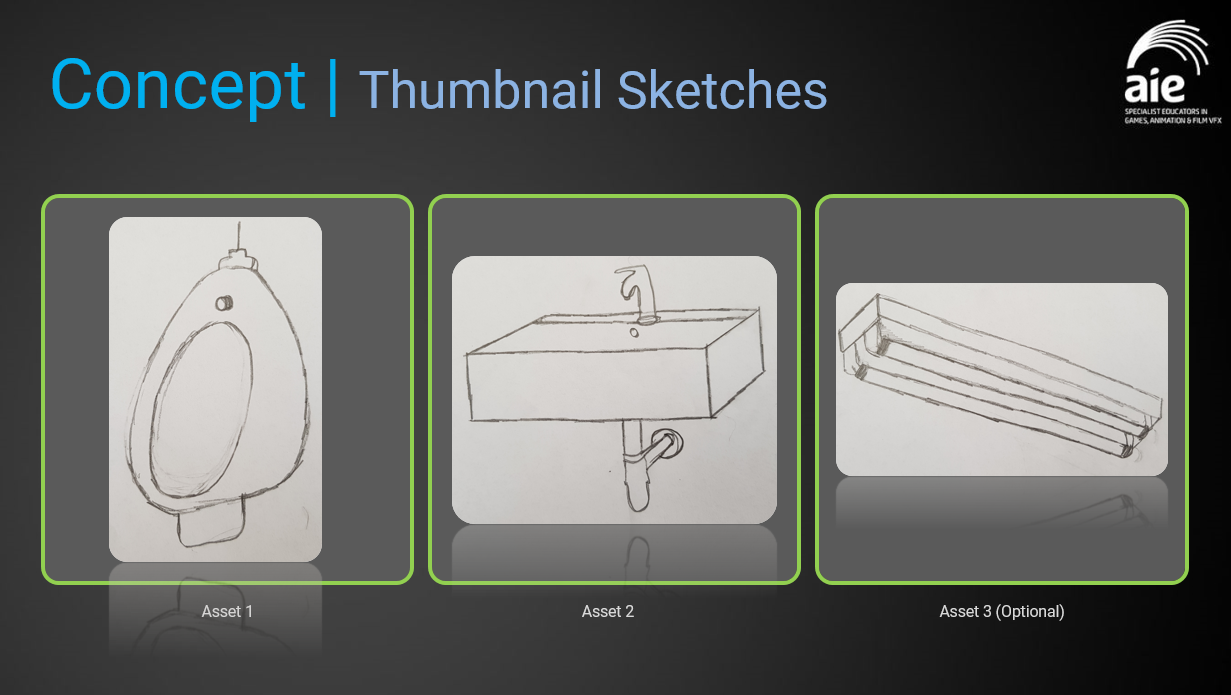 Concept | Thumbnail Sketches
aie
SPECIALIST EDUCATORS IN
GAMES, ANIMATION & FILM VFX
Asset 1
Asset 2
Asset 3 (Optional)